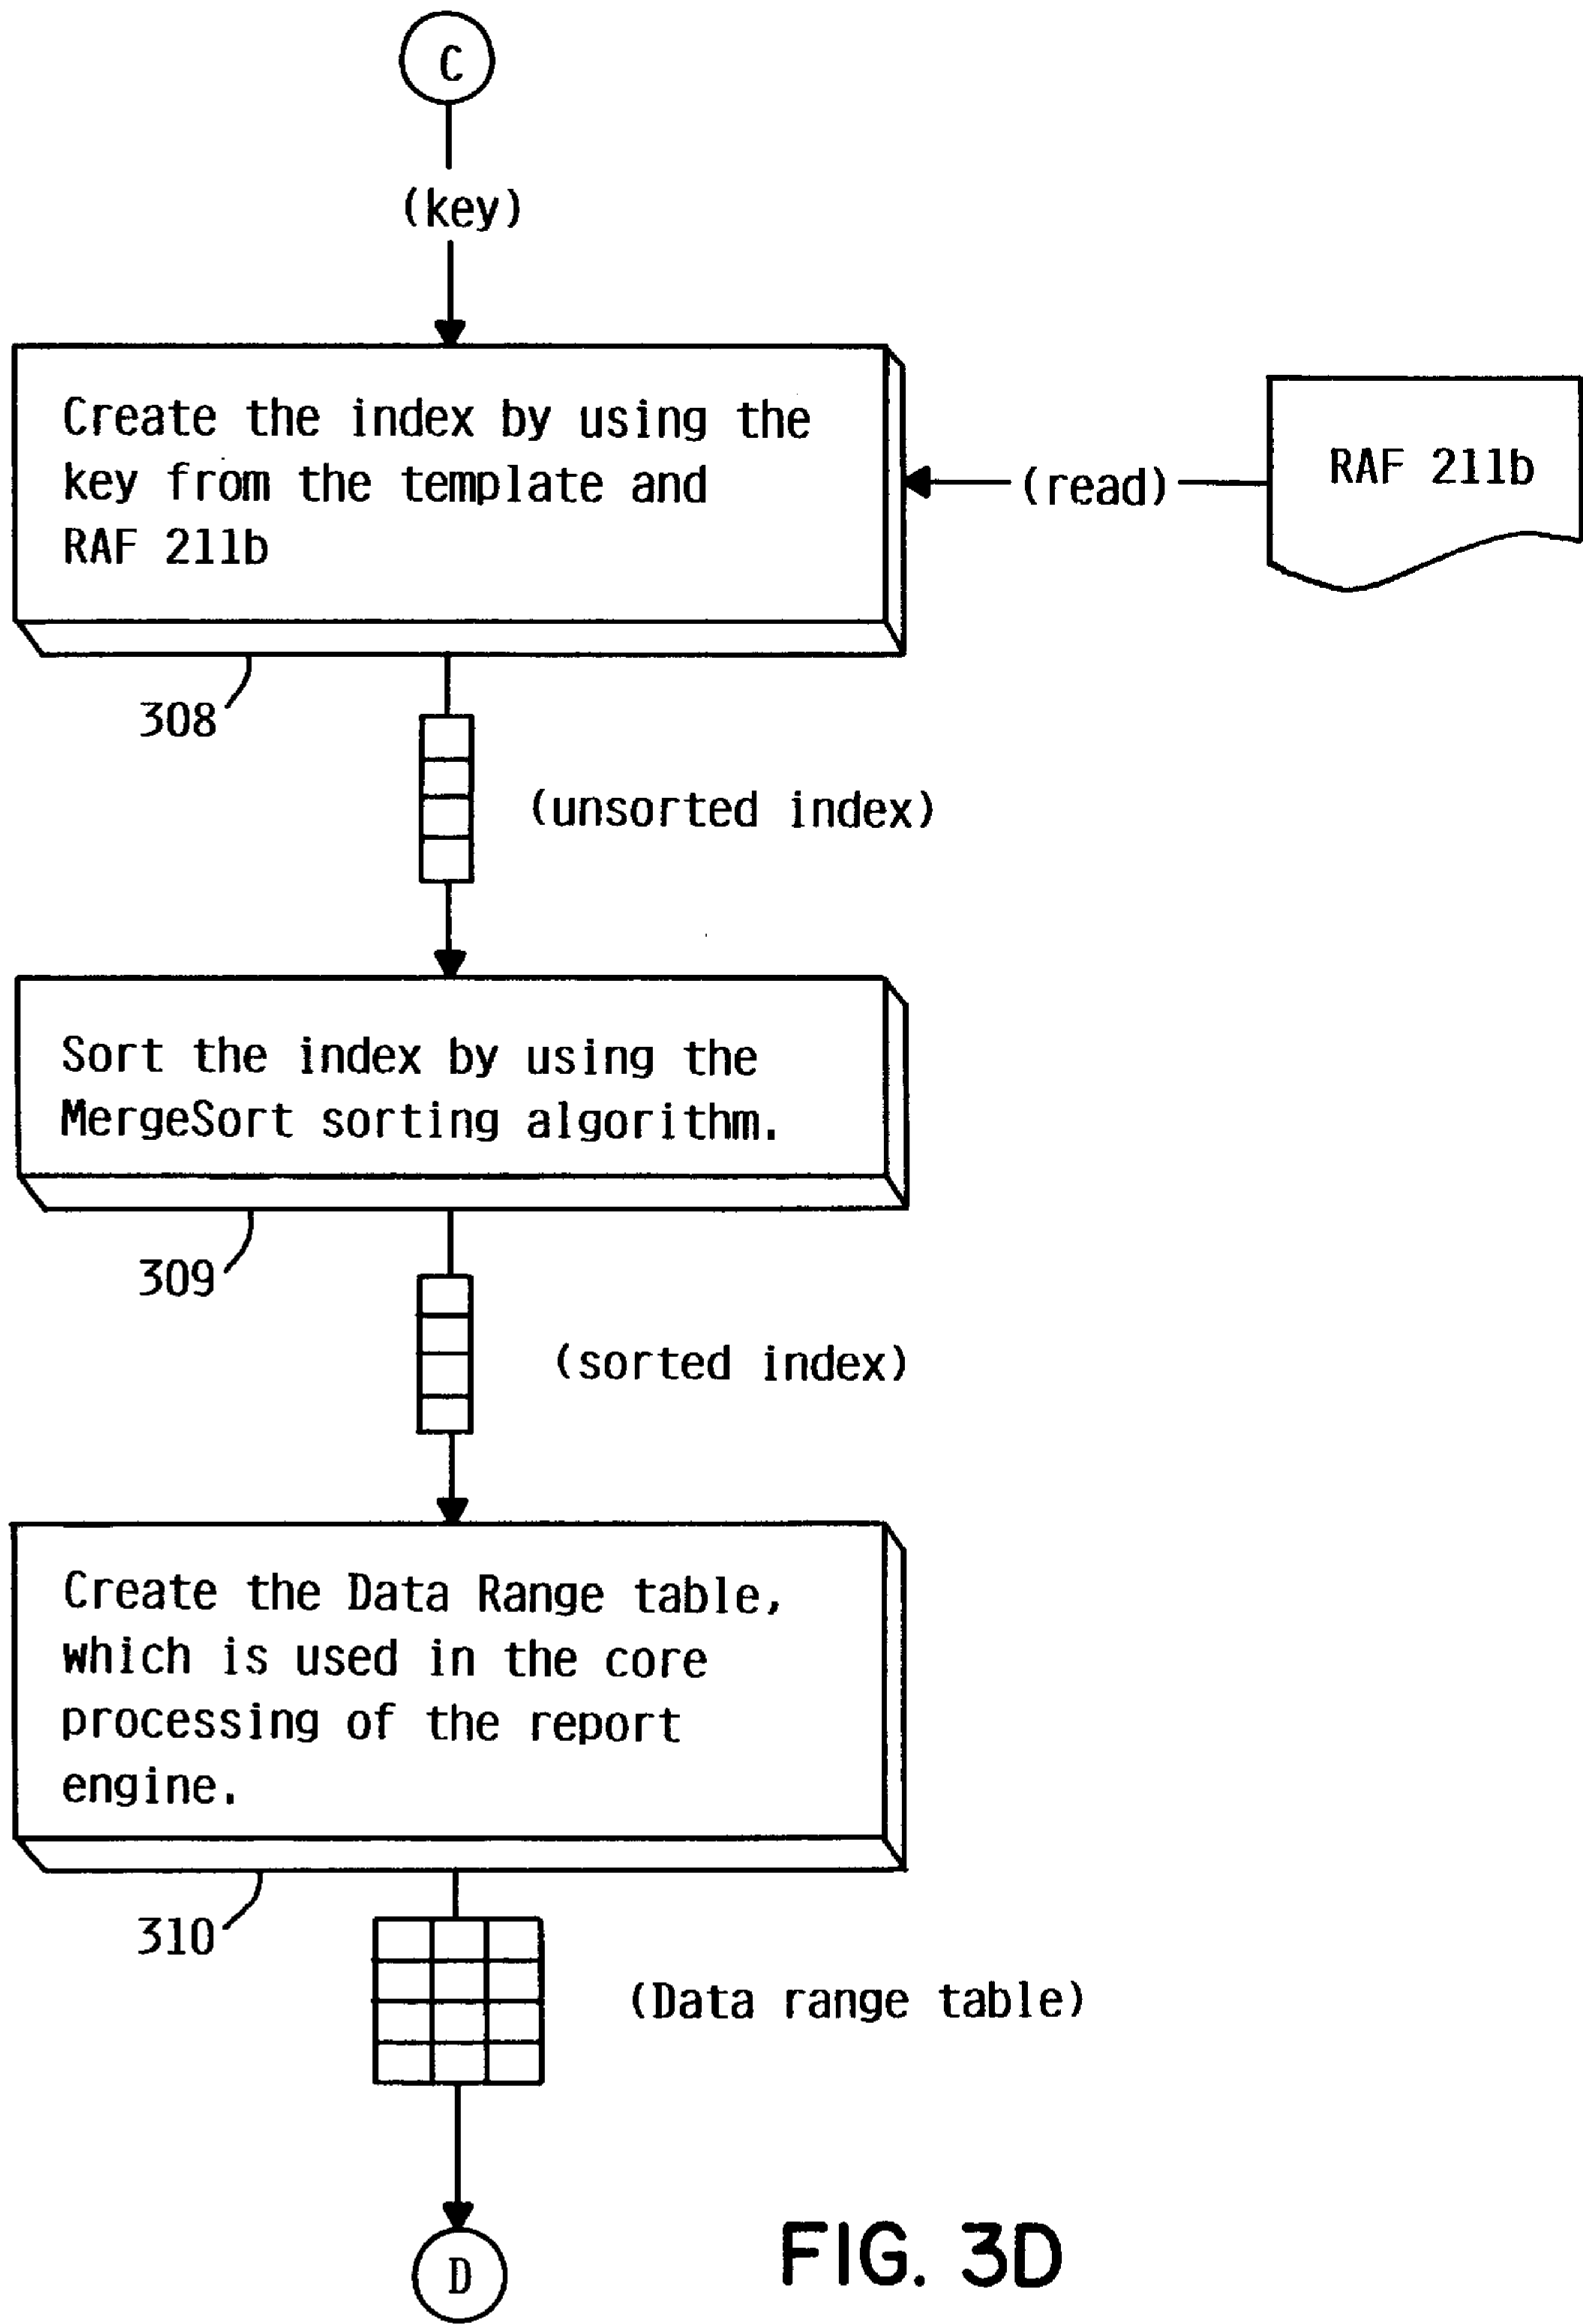 C
(key)
Create the index by using the
key from the template and
RAF 211b
(read)
RAF 211b
308
(unsorted index)
Sort the index by using the
MergeSort sorting algorithm.
309
(sorted index)
Create the Data Range table,
which is used in the core
processing of the report
engine.
310
(Data range table)
D
FIG. 3D